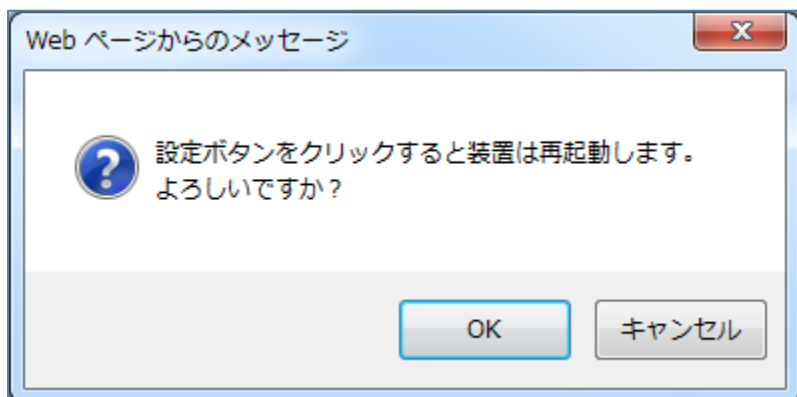 Web ページからのメッセージ
設定ボタンをクリックすると装置は再起動します。
よろしいですか？
OK
キャンセル